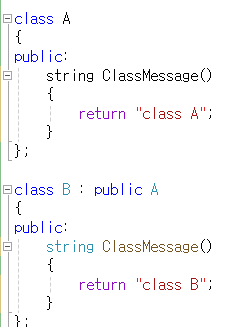 class A
{
public:
    string ClassMessage()
    {
        return "class A";
    }
};

class B : public A
{
public:
    string ClassMessage()
    {
        return "class B";
    }
};